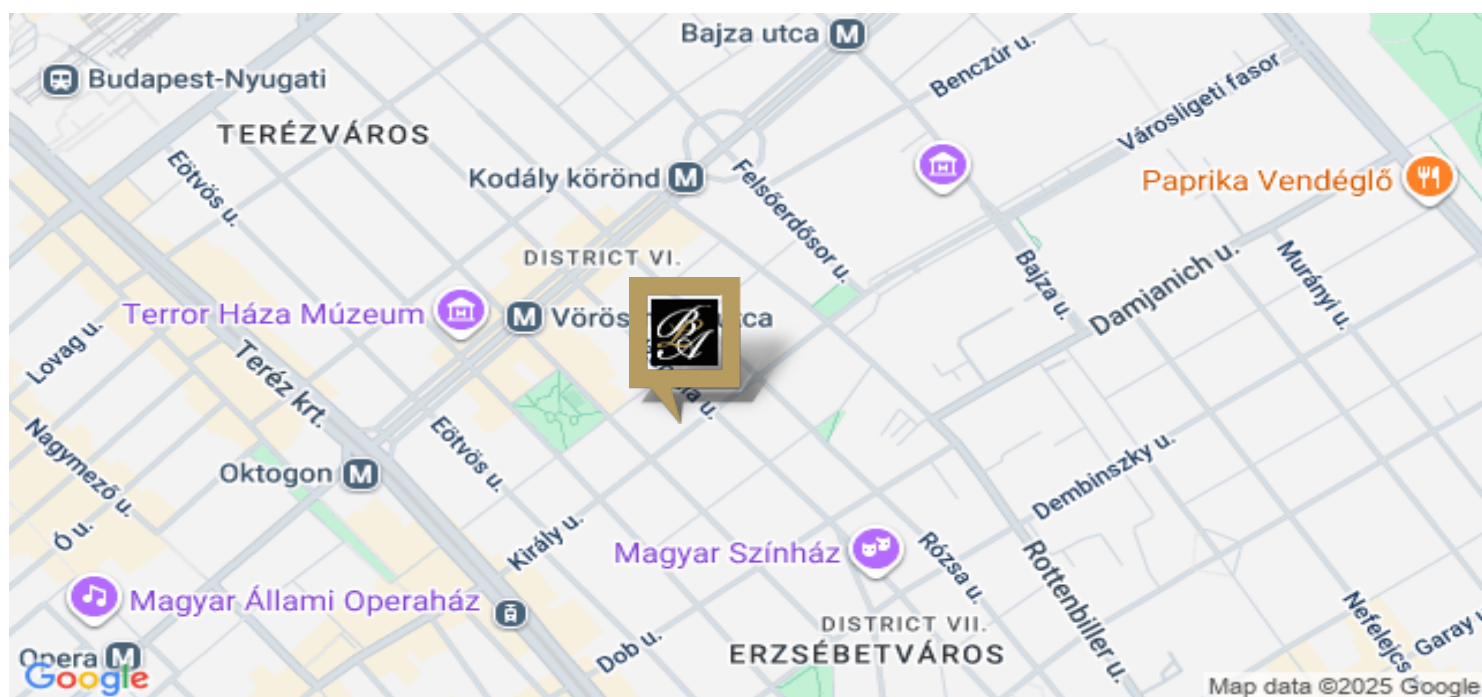 Bajza utca
Benczúr u.
Városligeti fasor
Budapest-Nyugati
TERÉZVÁROS
Eötvös u.
Kodály körönd
Felsőerdősor u.
Paprika Vendéglő
DISTRICT VI.
Bajza u.
Damjanich u.
Murányi u.
Terror Háza Múzeum
Lovag u.
Teréz krt.
Nagymező u.
Eötvös u.
Oktogon
Ó u.
Király u.
Dembinszky u.
Magyar Színház
Rózsa u.
Rottenbiller u.
Magyar Állami Operaház
DISTRICT VII.
ERZSÉBETVÁROS
Dob u.
Nefelejcs
Garay
Opera
Google
Map data ©2025 Google